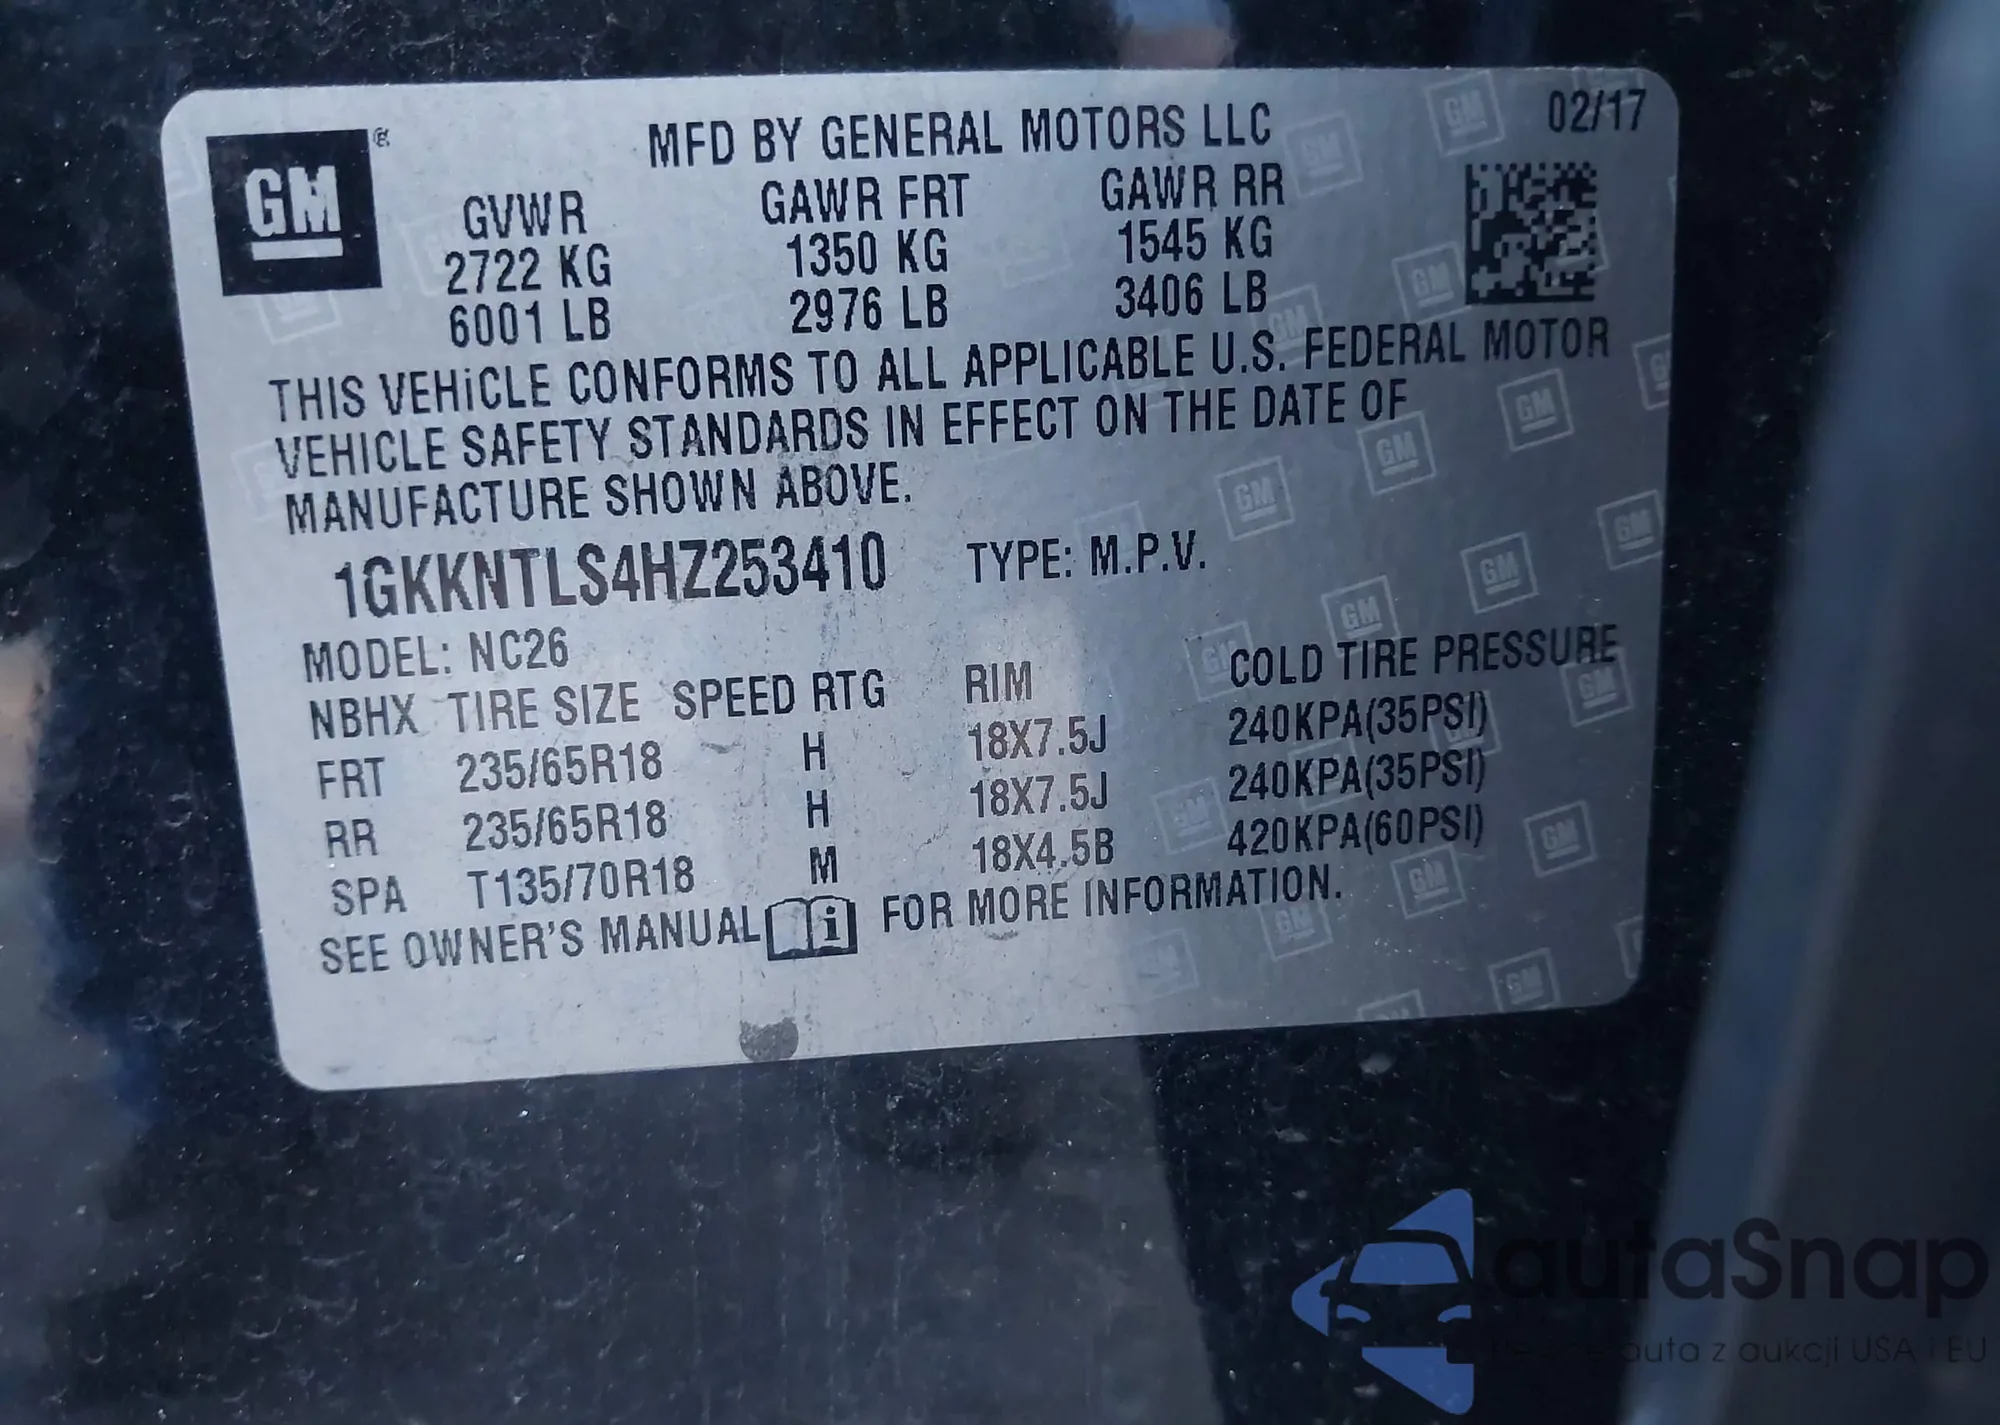 GM
MFD BY GENERAL MOTORS LLC
02/17
GVWR GAWR FRT GAWR RR
2722 KG 1350 KG 1545 KG
6001 LB 2976 LB 3406 LB
THIS VEHiCLE CONFORMS TO ALL APPLICABLE U.S. FEDERAL MOTOR
VEHICLE SAFETY STANDARDS IN EFFECT ON THE DATE OF
MANUFACTURE SHOWN ABOVE.
1GKKNTLS4HZ253410 TYPE: M.P.V.
MODEL: NC26
NBHX TIRE SIZE SPEED RTG RIM COLD TIRE PRESSURE
FRT 235/65R18 H 18X7.5J 240KPA(35PSI)
RR 235/65R18 H 18X7.5J 240KPA(35PSI)
SPA T135/70R18 M 18X4.5B 420KPA(60PSI)
SEE OWNER'S MANUAL i FOR MORE INFORMATION.
autaSnap
auta z aukcji USA i EU